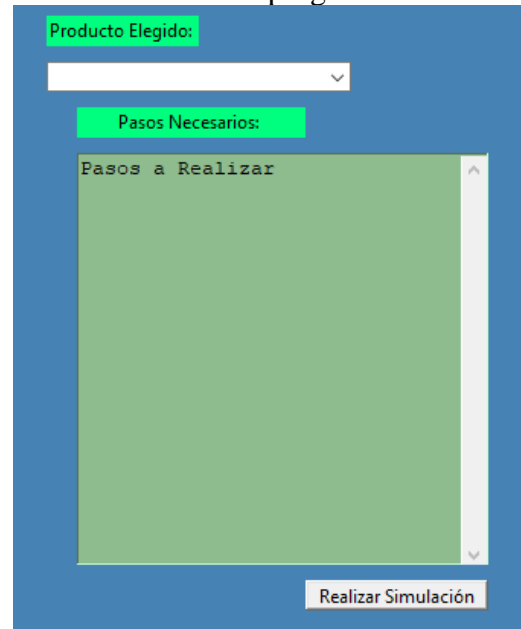 Producto Elegido:
Pasos Necesarios:
Pasos a Realizar
Realizar Simulación